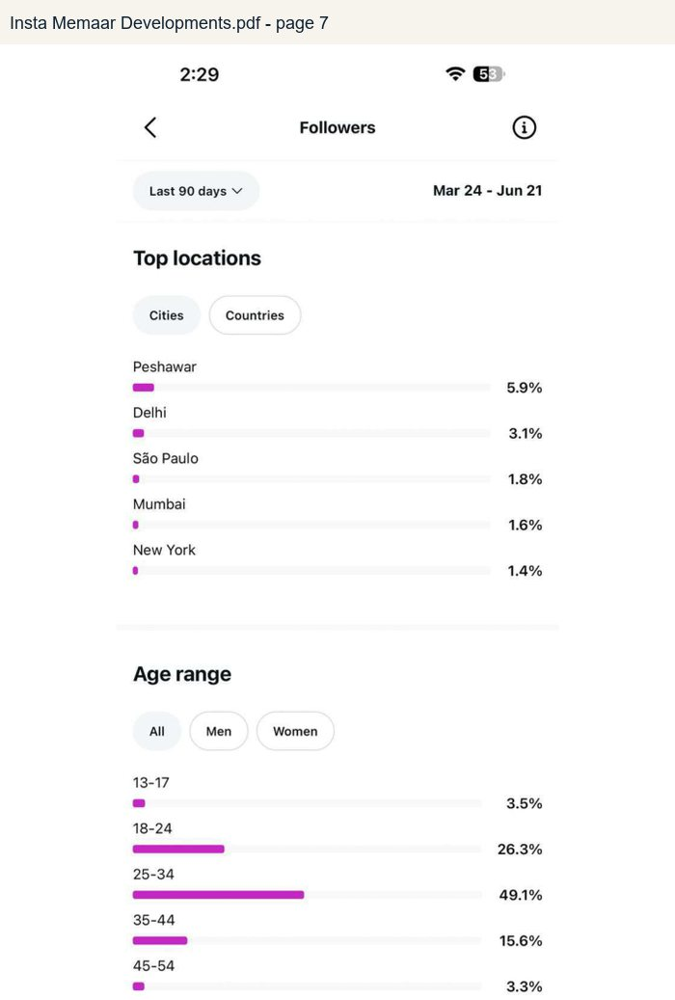 Insta Memaar Developments.pdf - page 7
2:29
53
Followers
Last 90 days
Mar 24 - Jun 21
Top locations
Cities
Countries
Peshawar
5.9%
Delhi
3.1%
São Paulo
1.8%
Mumbai
1.6%
New York
1.4%
Age range
All
Men
Women
13-17
3.5%
18-24
26.3%
25-34
49.1%
35-44
15.6%
45-54
3.3%